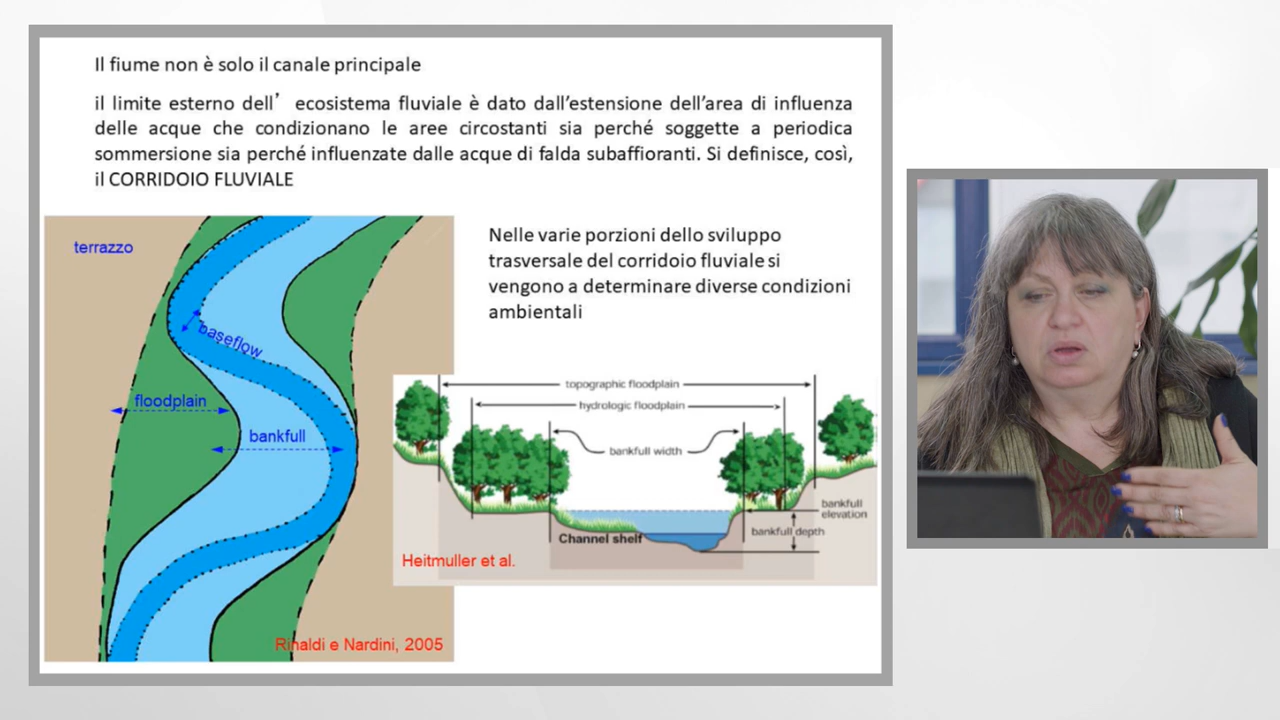 Il fiume non è solo il canale principale
il limite esterno dell’ ecosistema fluviale è dato dall’estensione dell’area di influenza
delle acque che condizionano le aree circostanti sia perché soggette a periodica
sommersione sia perché influenzate dalle acque di falda subaffioranti. Si definisce, così,
il CORRIDOIO FLUVIALE
terrazzo
baseflow
floodplain
bankfull
Rinaldi e Nardini, 2005
Nelle varie porzioni dello sviluppo
trasversale del corridoio fluviale si
vengono a determinare diverse condizioni
ambientali
topographic floodplain
hydrologic floodplain
bankfull width
bankfull
elevation
bankfull depth
Channel shelf
Heitmuller et al.